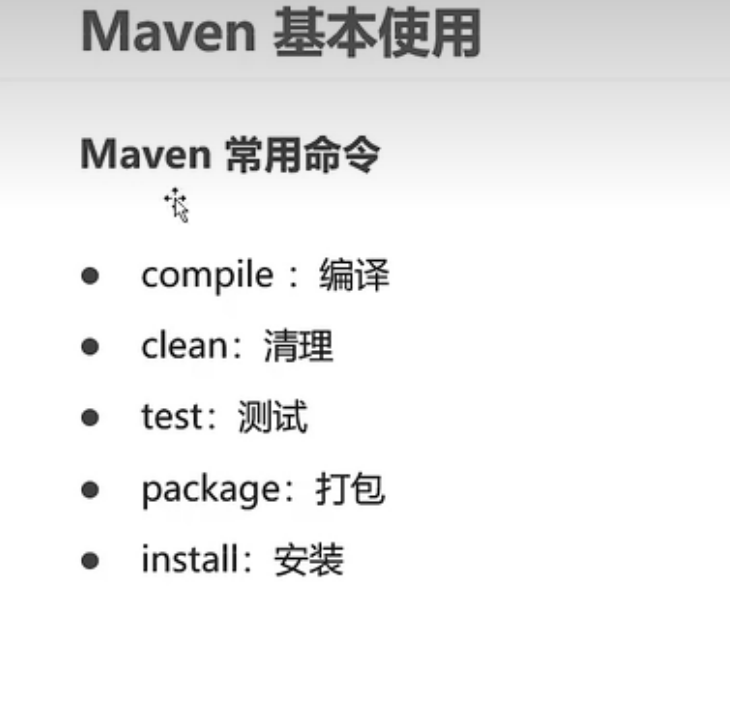 Maven 基本使用
Maven 常用命令
● compile ：编译
● clean：清理
● test：测试
● package：打包
● install：安装